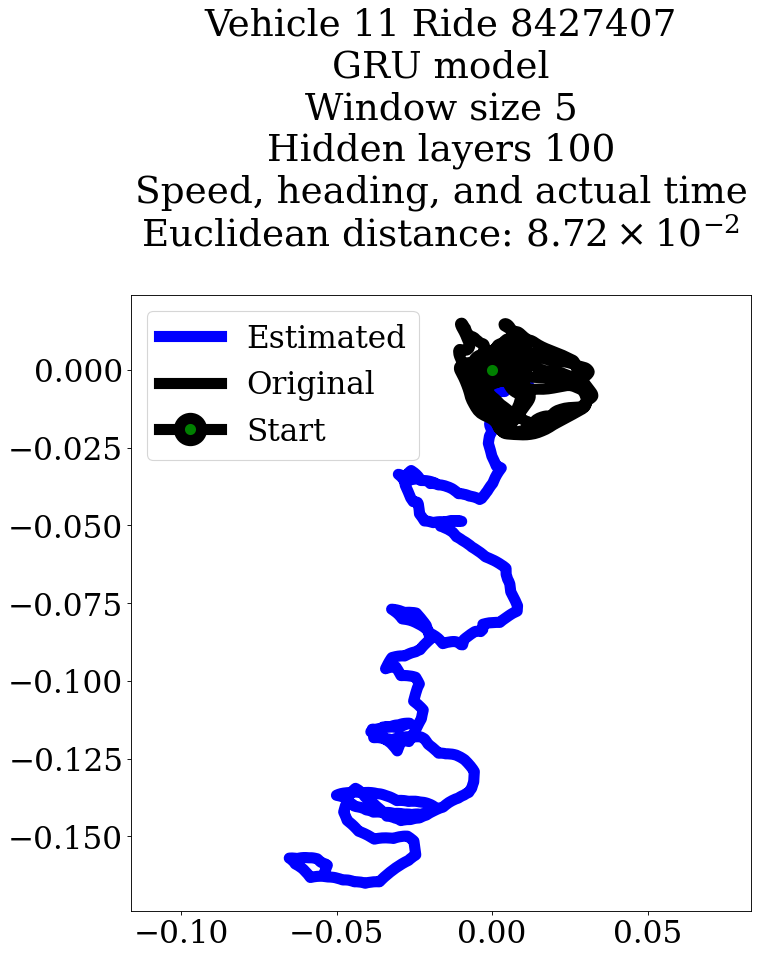 Vehicle 11 Ride 8427407
GRU model
Window size 5
Hidden layers 100
Speed, heading, and actual time
Euclidean distance: 8.72 × 10⁻²
Estimated
Original
Start
0.000
−0.025
−0.050
−0.075
−0.100
−0.125
−0.150
−0.10 −0.05 0.00 0.05